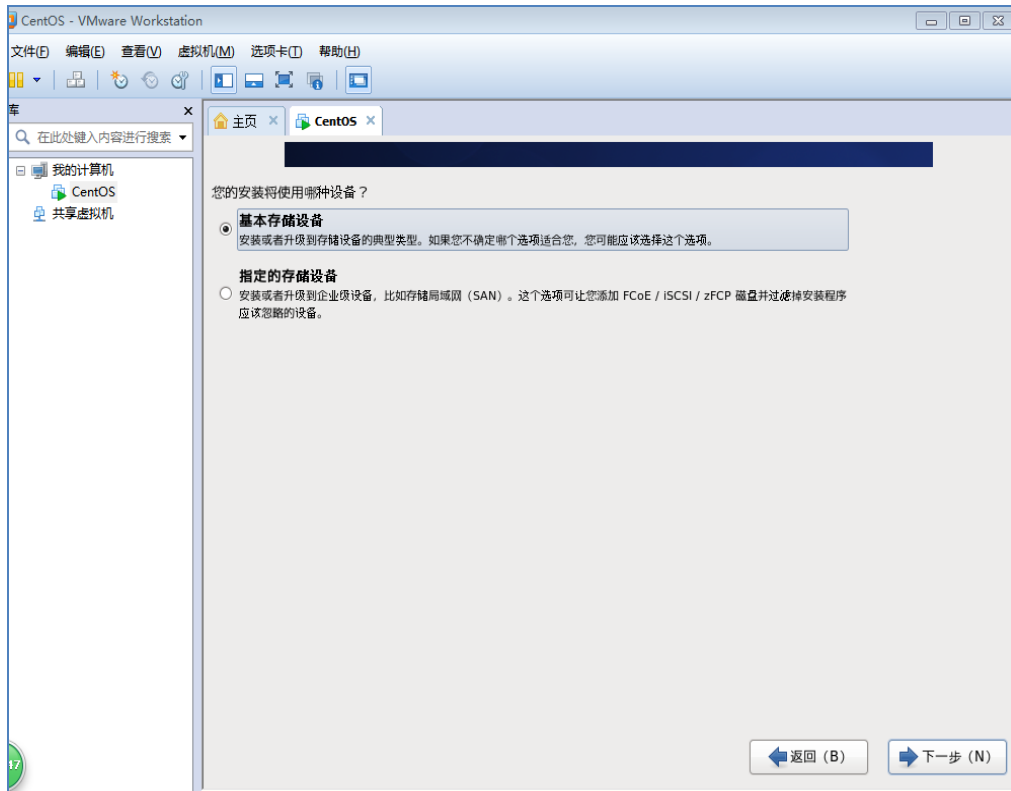 CentOS - VMware Workstation
文件(F) 编辑(E) 查看(V) 虚拟机(M) 选项卡(T) 帮助(H)
库
主页 CentOS
在此处键入内容进行搜索
我的计算机
CentOS
共享虚拟机
您的安装将使用哪种设备？
基本存储设备
安装或者升级到存储设备的典型类型。如果您不确定哪个选项适合您，您可能应该选择这个选项。
指定的存储设备
安装或者升级到企业级设备，比如存储局域网（SAN）。这个选项可让您添加 FCoE / iSCSI / zFCP 磁盘并过滤掉安装程序
应该忽略的设备。
返回（B） 下一步（N）